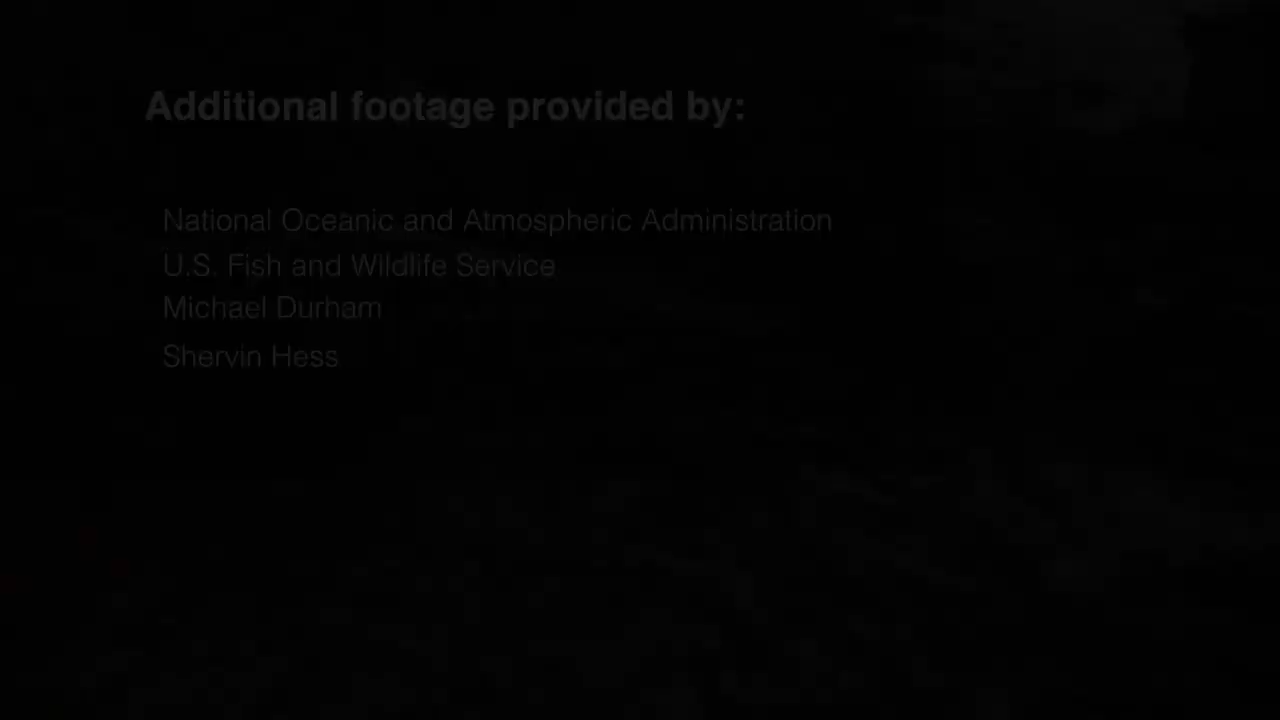 Additional footage provided by:
National Oceanic and Atmospheric Administration
U.S. Fish and Wildlife Service
Michael Durham
Shervin Hess